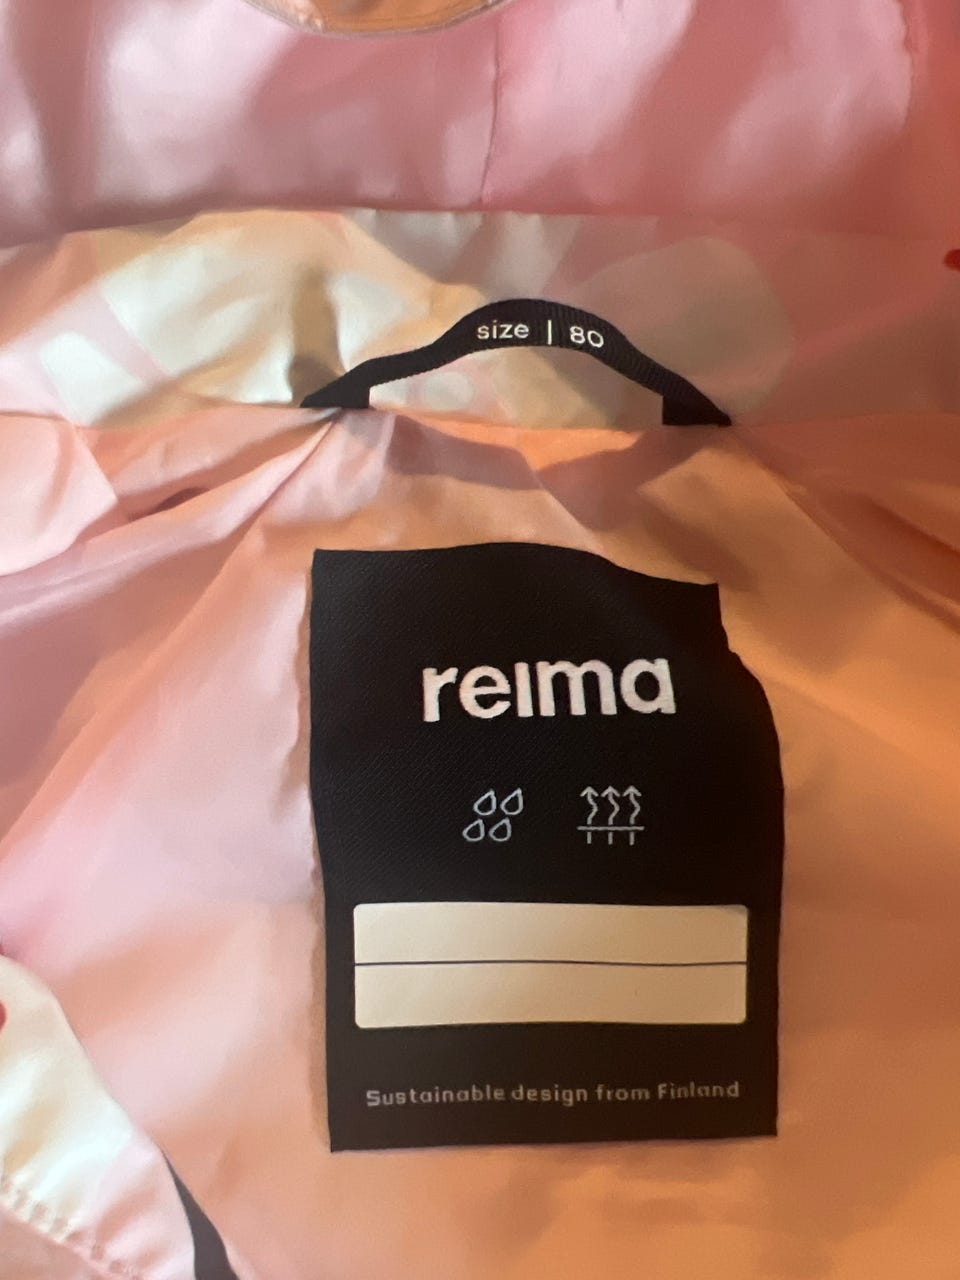 size | 80
reima
Sustainable design from Finland